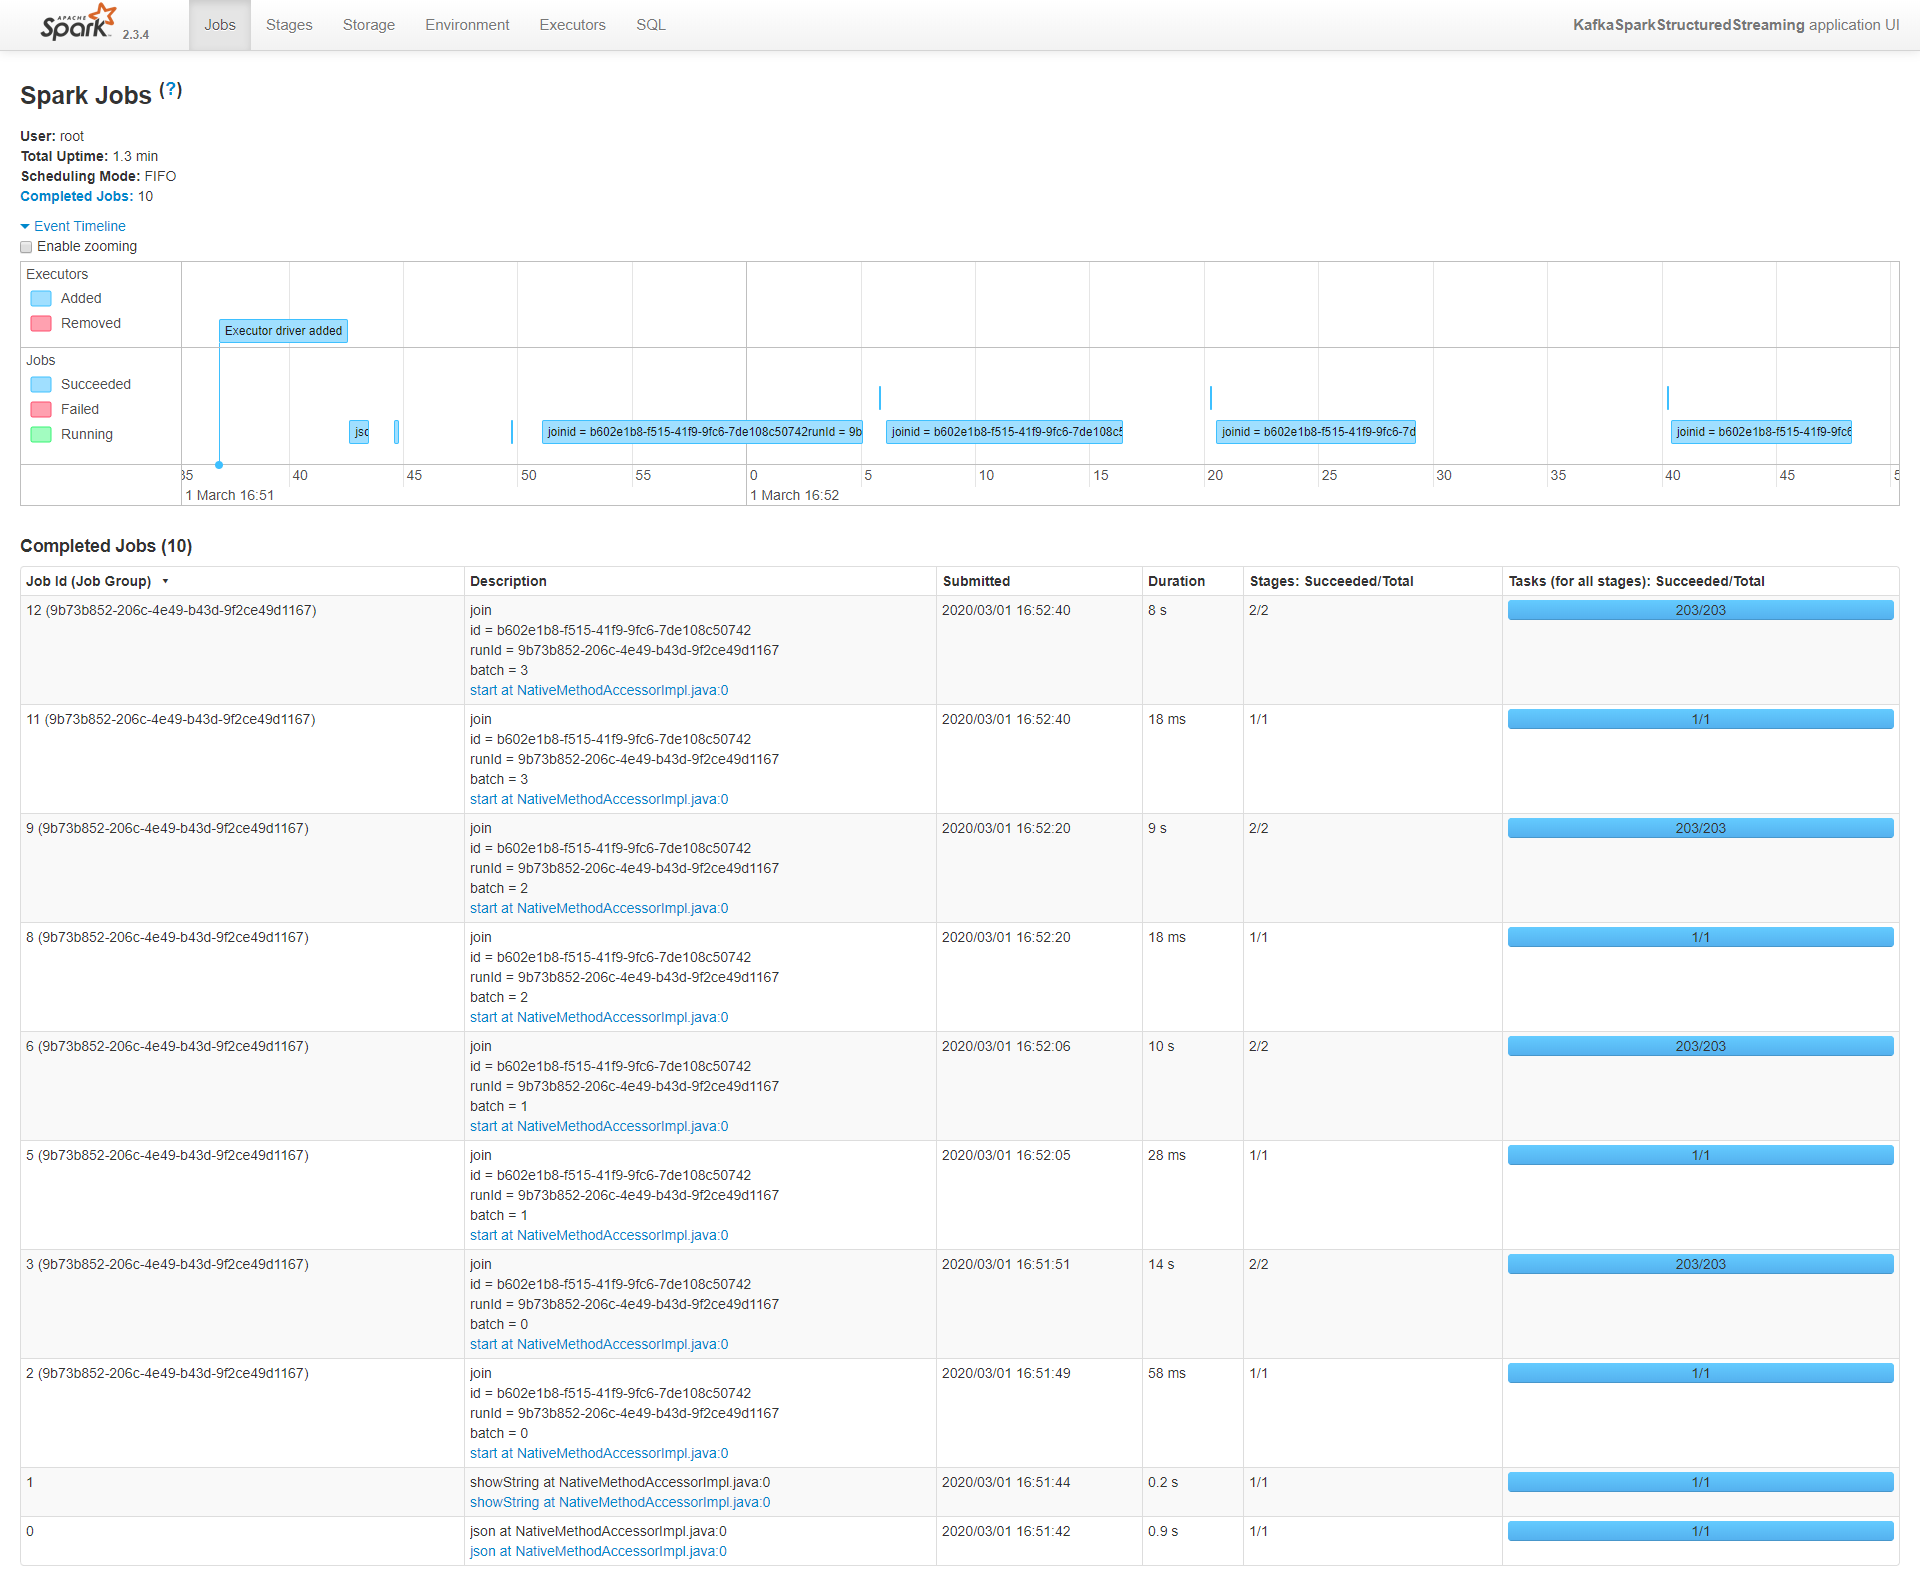 APACHE
Spark 2.3.4
Jobs
Stages
Storage
Environment
Executors
SQL
KafkaSparkStructuredStreaming application UI
Spark Jobs (?)
User: root
Total Uptime: 1.3 min
Scheduling Mode: FIFO
Completed Jobs: 10
Event Timeline
Enable zooming
Executors
Added
Removed
Executor driver added
Jobs
Succeeded
Failed
Running
jsc
joinid = b602e1b8-f515-41f9-9fc6-7de108c50742runId = 9b
joinid = b602e1b8-f515-41f9-9fc6-7de108c5
joinid = b602e1b8-f515-41f9-9fc6-7d
joinid = b602e1b8-f515-41f9-9fc6
35 40 45 50 55 0 5 10 15 20 25 30 35 40 45 5
1 March 16:51
1 March 16:52
Completed Jobs (10)
Job Id (Job Group) ▾ Description Submitted Duration Stages: Succeeded/Total Tasks (for all stages): Succeeded/Total
12 (9b73b852-206c-4e49-b43d-9f2ce49d1167) join 2020/03/01 16:52:40 8 s 2/2 203/203
id = b602e1b8-f515-41f9-9fc6-7de108c50742
runId = 9b73b852-206c-4e49-b43d-9f2ce49d1167
batch = 3
start at NativeMethodAccessorImpl.java:0
11 (9b73b852-206c-4e49-b43d-9f2ce49d1167) join 2020/03/01 16:52:40 18 ms 1/1 1/1
id = b602e1b8-f515-41f9-9fc6-7de108c50742
runId = 9b73b852-206c-4e49-b43d-9f2ce49d1167
batch = 3
start at NativeMethodAccessorImpl.java:0
9 (9b73b852-206c-4e49-b43d-9f2ce49d1167) join 2020/03/01 16:52:20 9 s 2/2 203/203
id = b602e1b8-f515-41f9-9fc6-7de108c50742
runId = 9b73b852-206c-4e49-b43d-9f2ce49d1167
batch = 2
start at NativeMethodAccessorImpl.java:0
8 (9b73b852-206c-4e49-b43d-9f2ce49d1167) join 2020/03/01 16:52:20 18 ms 1/1 1/1
id = b602e1b8-f515-41f9-9fc6-7de108c50742
runId = 9b73b852-206c-4e49-b43d-9f2ce49d1167
batch = 2
start at NativeMethodAccessorImpl.java:0
6 (9b73b852-206c-4e49-b43d-9f2ce49d1167) join 2020/03/01 16:52:06 10 s 2/2 203/203
id = b602e1b8-f515-41f9-9fc6-7de108c50742
runId = 9b73b852-206c-4e49-b43d-9f2ce49d1167
batch = 1
start at NativeMethodAccessorImpl.java:0
5 (9b73b852-206c-4e49-b43d-9f2ce49d1167) join 2020/03/01 16:52:05 28 ms 1/1 1/1
id = b602e1b8-f515-41f9-9fc6-7de108c50742
runId = 9b73b852-206c-4e49-b43d-9f2ce49d1167
batch = 1
start at NativeMethodAccessorImpl.java:0
3 (9b73b852-206c-4e49-b43d-9f2ce49d1167) join 2020/03/01 16:51:51 14 s 2/2 203/203
id = b602e1b8-f515-41f9-9fc6-7de108c50742
runId = 9b73b852-206c-4e49-b43d-9f2ce49d1167
batch = 0
start at NativeMethodAccessorImpl.java:0
2 (9b73b852-206c-4e49-b43d-9f2ce49d1167) join 2020/03/01 16:51:49 58 ms 1/1 1/1
id = b602e1b8-f515-41f9-9fc6-7de108c50742
runId = 9b73b852-206c-4e49-b43d-9f2ce49d1167
batch = 0
start at NativeMethodAccessorImpl.java:0
1 showString at NativeMethodAccessorImpl.java:0 2020/03/01 16:51:44 0.2 s 1/1 1/1
showString at NativeMethodAccessorImpl.java:0
0 json at NativeMethodAccessorImpl.java:0 2020/03/01 16:51:42 0.9 s 1/1 1/1
json at NativeMethodAccessorImpl.java:0